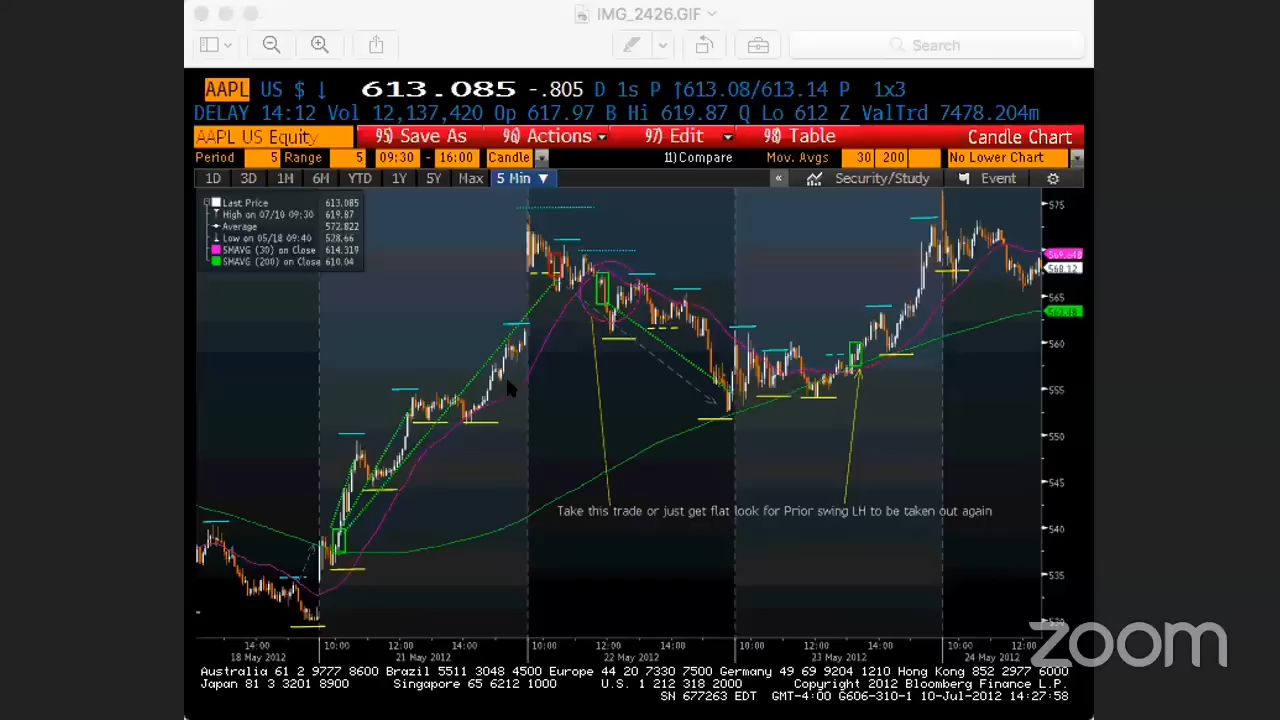 IMG_2426.GIF
Search
AAPL US $ ↓ 613.085 -.805 D 1s P ↑613.08/613.14 P 1x3
DELAY 14:12 Vol 12,137,420 Op 617.97 B Hi 619.87 Q Lo 612 Z ValTrd 7478.204m
AAPL US Equity 95) Save As 96) Actions 97) Edit 98) Table Candle Chart
Period 5 Range 5 09:30 - 16:00 Candle 11)Compare Mov. Avgs 30 200 No Lower Chart
1D 3D 1M 6M YTD 1Y 5Y Max 5 Min ▼ « Security/Study Event
Last Price 613.085
High on 07/10 09:30 619.87
Average 572.822
Low on 05/18 09:40 528.66
SMAVG (30) on Close 614.319
SMAVG (200) on Close 610.04
575
569.648
568.12
565
563.48
560
555
550
545
540
535
530
Take this trade or just get flat look for Prior swing LH to be taken out again
14:00 10:00 12:00 14:00 10:00 12:00 14:00 10:00 12:00 14:00 10:00 12:00
18 May 2012 21 May 2012 22 May 2012 23 May 2012 24 May 2012
zoom
Australia 61 2 9777 8600 Brazil 5511 3048 4500 Europe 44 20 7330 7500 Germany 49 69 9204 1210 Hong Kong 852 2977 6000
Japan 81 3 3201 8900 Singapore 65 6212 1000 U.S. 1 212 318 2000 Copyright 2012 Bloomberg Finance L.P.
SN 677263 EDT GMT-4:00 G606-310-1 10-Jul-2012 14:27:58